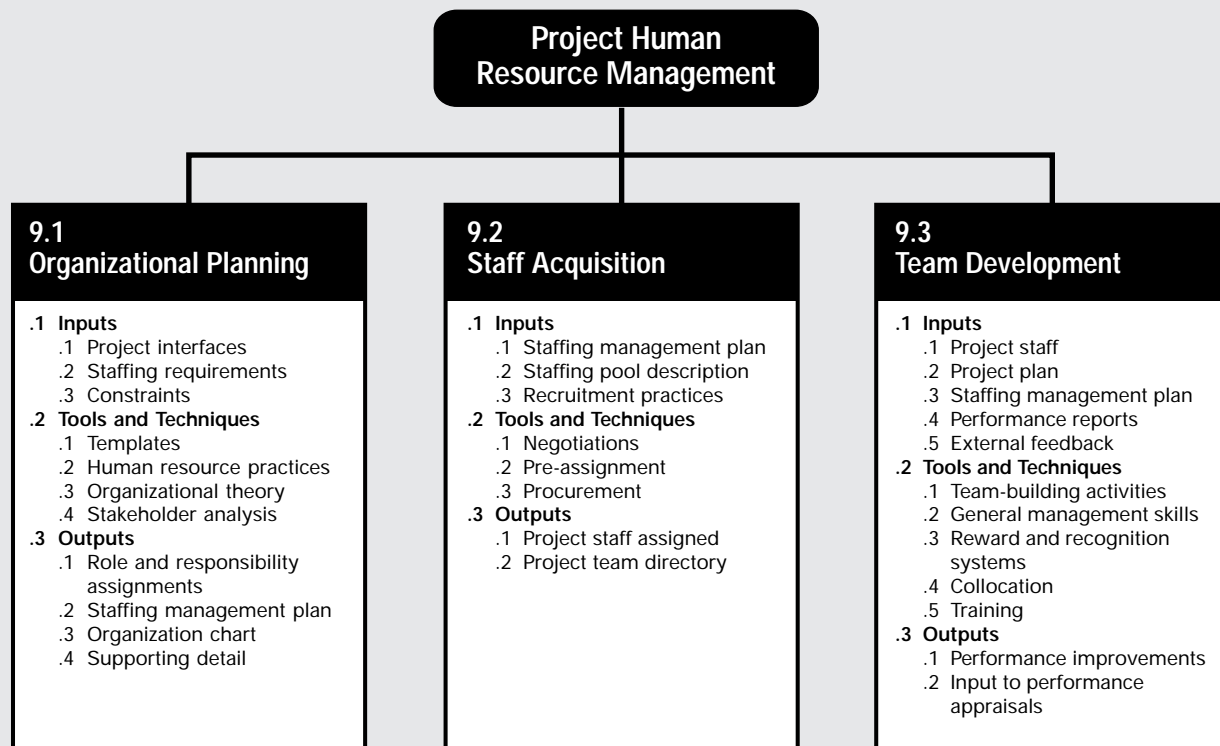 Project Human
Resource Management
9.1
Organizational Planning
.1 Inputs
.1 Project interfaces
.2 Staffing requirements
.3 Constraints
.2 Tools and Techniques
.1 Templates
.2 Human resource practices
.3 Organizational theory
.4 Stakeholder analysis
.3 Outputs
.1 Role and responsibility
assignments
.2 Staffing management plan
.3 Organization chart
.4 Supporting detail
9.2
Staff Acquisition
.1 Inputs
.1 Staffing management plan
.2 Staffing pool description
.3 Recruitment practices
.2 Tools and Techniques
.1 Negotiations
.2 Pre-assignment
.3 Procurement
.3 Outputs
.1 Project staff assigned
.2 Project team directory
9.3
Team Development
.1 Inputs
.1 Project staff
.2 Project plan
.3 Staffing management plan
.4 Performance reports
.5 External feedback
.2 Tools and Techniques
.1 Team-building activities
.2 General management skills
.3 Reward and recognition
systems
.4 Collocation
.5 Training
.3 Outputs
.1 Performance improvements
.2 Input to performance
appraisals